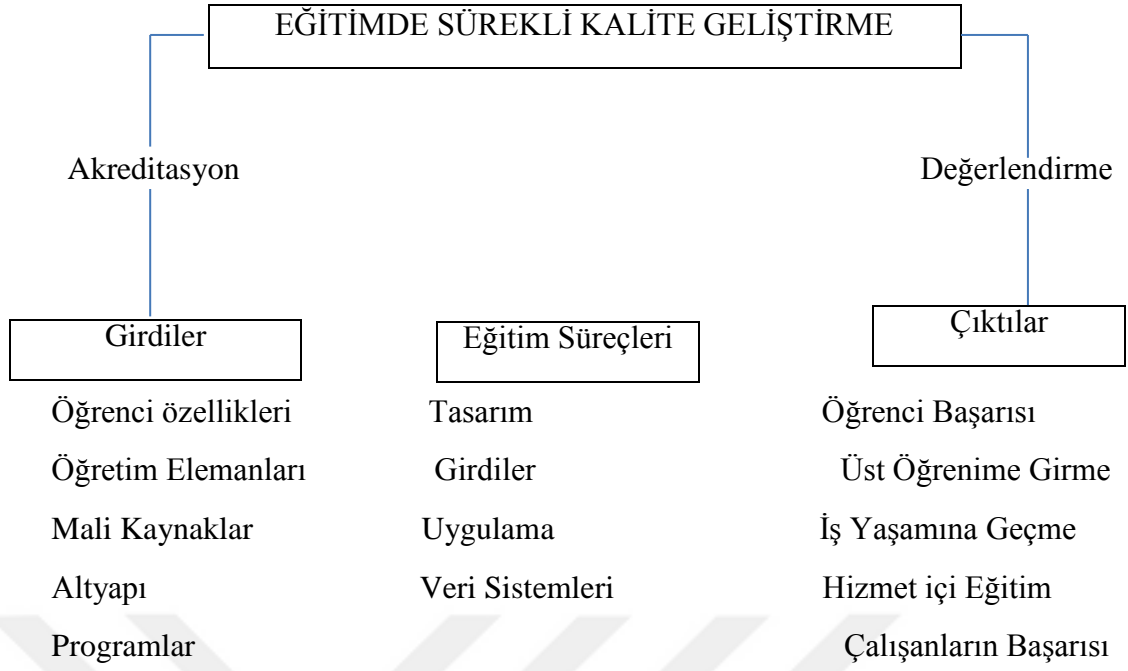 EĞİTİMDE SÜREKLİ KALİTE GELİŞTİRME
Akreditasyon Değerlendirme
Girdiler Eğitim Süreçleri Çıktılar
Öğrenci özellikleri Tasarım Öğrenci Başarısı
Öğretim Elemanları Girdiler Üst Öğrenime Girme
Mali Kaynaklar Uygulama İş Yaşamına Geçme
Altyapı Veri Sistemleri Hizmet içi Eğitim
Programlar Çalışanların Başarısı